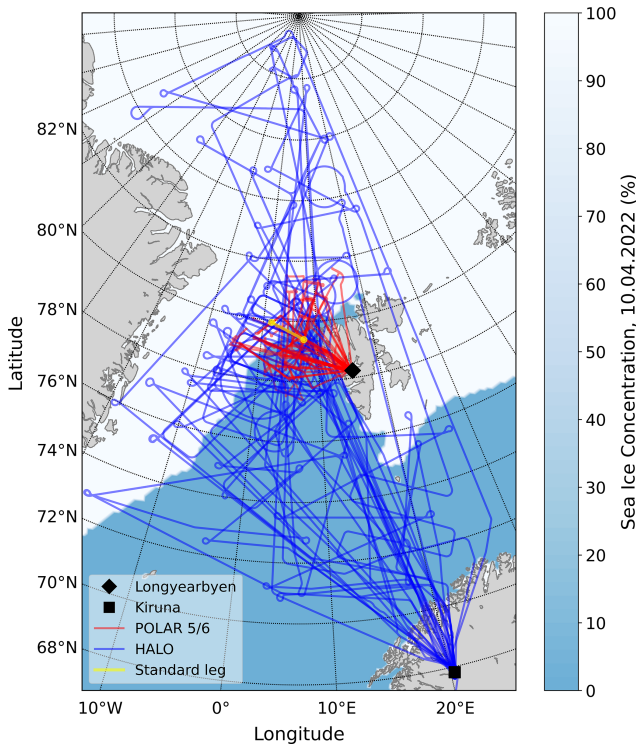 82°N
80°N
78°N
76°N
74°N
72°N
70°N
68°N
Latitude
Longyearbyen
Kiruna
POLAR 5/6
HALO
Standard leg
10°W
0°
10°E
20°E
Longitude
100
90
80
70
60
50
40
30
20
10
0
Sea Ice Concentration, 10.04.2022 (%)